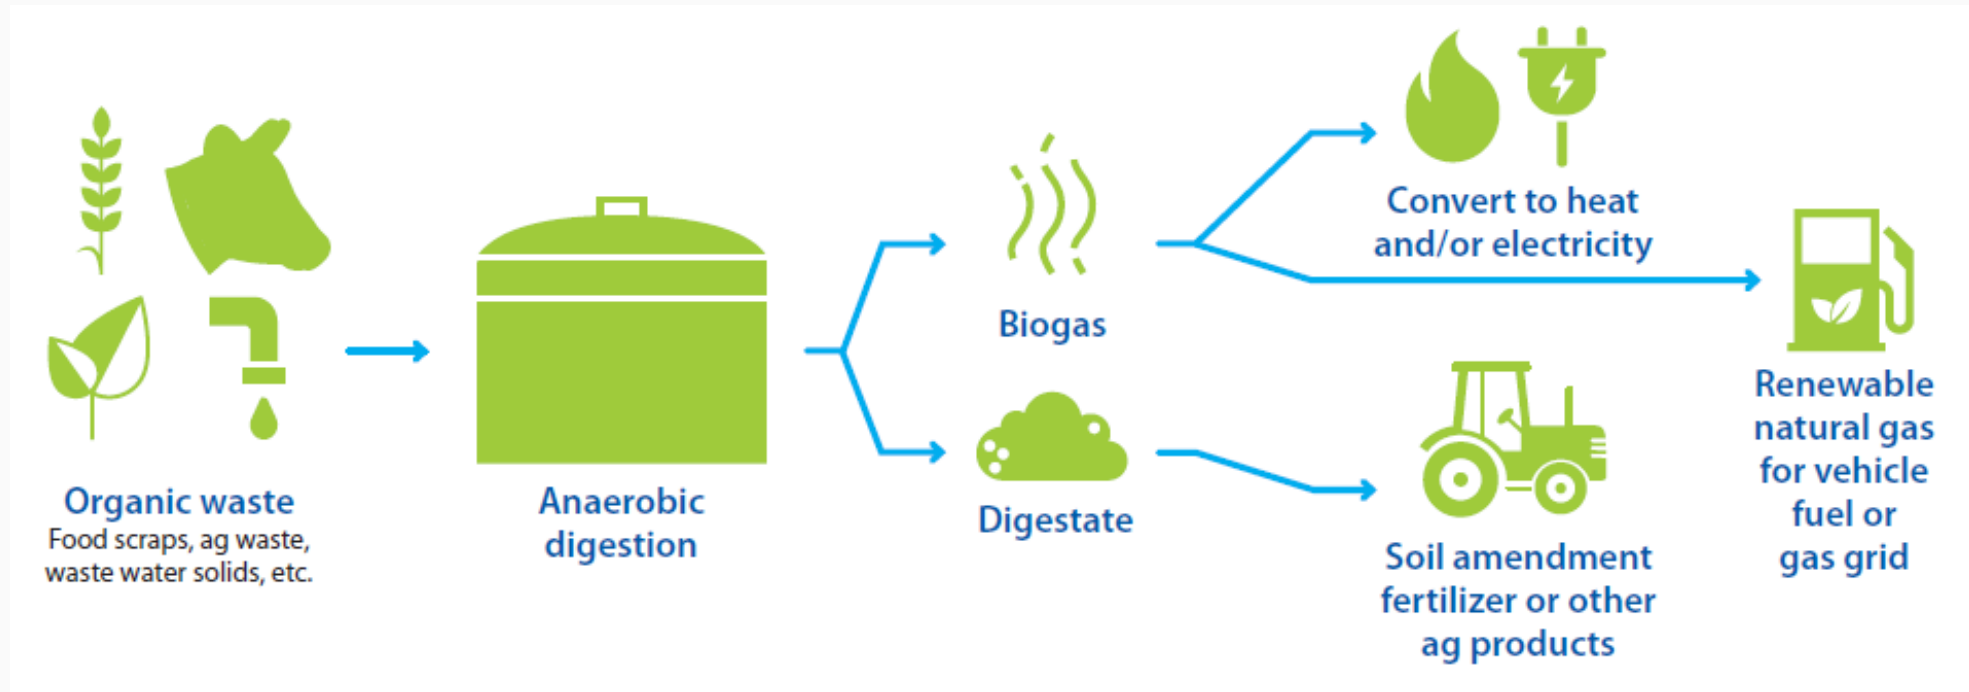 Organic waste
Food scraps, ag waste,
waste water solids, etc.
Anaerobic
digestion
Biogas
Digestate
Convert to heat
and/or electricity
Soil amendment
fertilizer or other
ag products
Renewable
natural gas
for vehicle
fuel or
gas grid